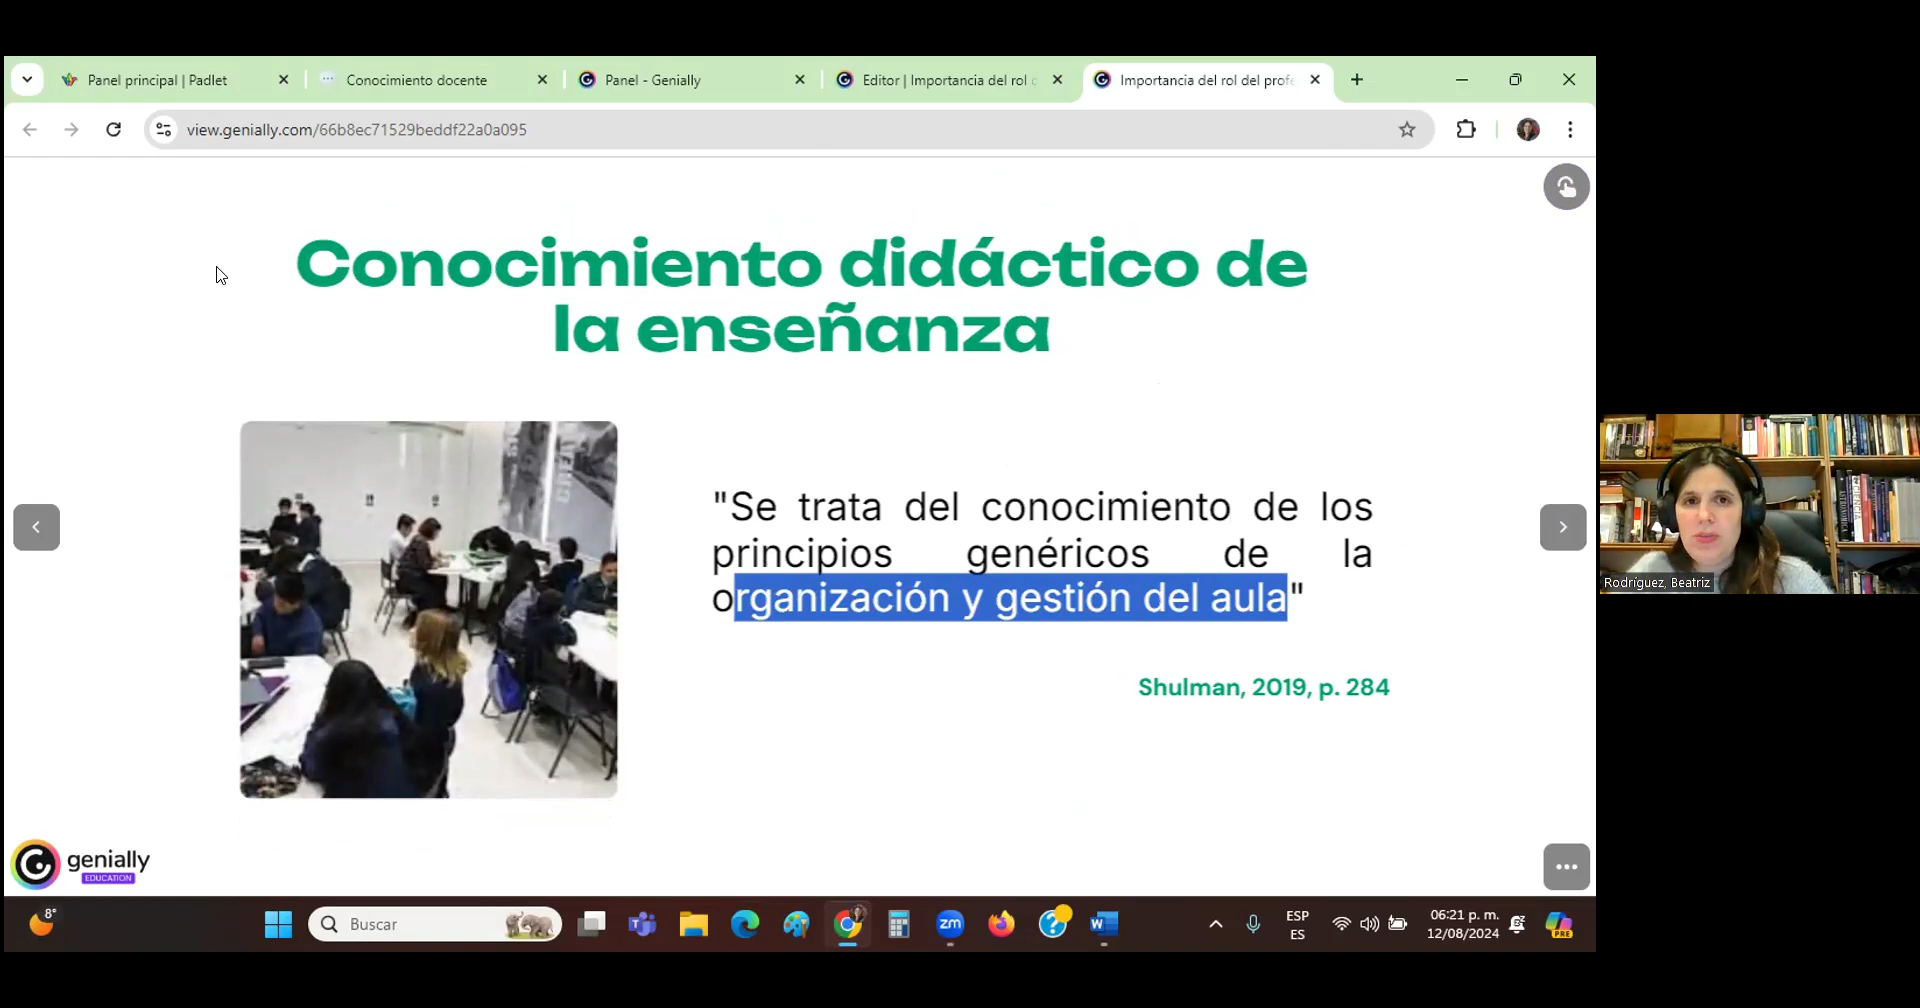 Panel principal | Padlet
Conocimiento docente
Panel - Genially
Editor | Importancia del rol
Importancia del rol del profe
view.genially.com/66b8ec71529beddf22a0a095
Conocimiento didáctico de
la enseñanza
"Se trata del conocimiento de los
principios genéricos de la
organización y gestión del aula"
Shulman, 2019, p. 284
Rodríguez, Beatriz
genially
EDUCATION
8°
Buscar
zm
W
ESP
ES
06:21 p. m.
12/08/2024
PRE